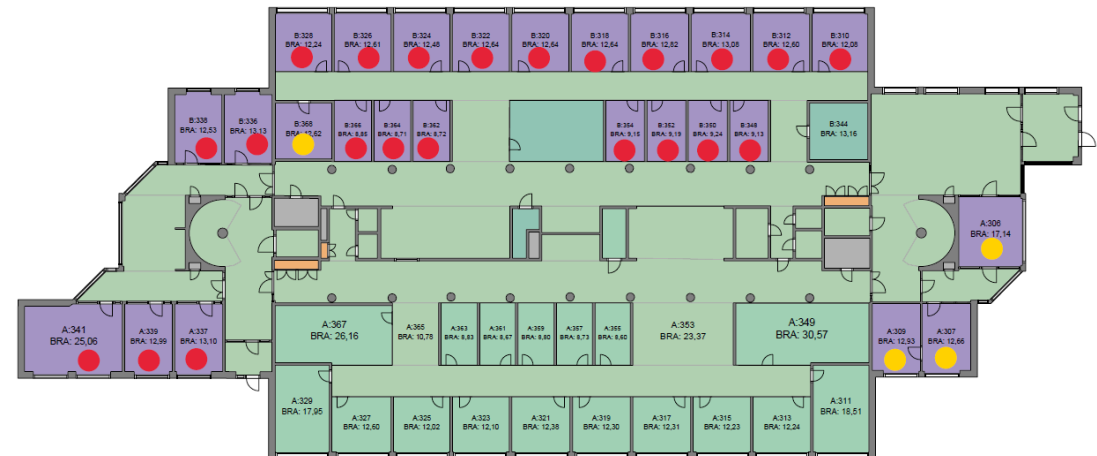 B:328
BRA: 12,24
B:326
BRA: 12,61
B:324
BRA: 12,48
B:322
BRA: 12,64
B:320
BRA: 12,64
B:318
BRA: 12,64
B:316
BRA: 12,82
B:314
BRA: 13,08
B:312
BRA: 12,60
B:310
BRA: 12,08
B:338
BRA: 12,53
B:336
BRA: 13,13
B:368
BRA: 13,62
B:366
BRA: 8,88
B:364
BRA: 8,71
B:362
BRA: 8,72
B:354
BRA: 9,15
B:352
BRA: 9,19
B:350
BRA: 9,24
B:348
BRA: 9,13
B:344
BRA: 13,16
A:306
BRA: 17,14
A:341
BRA: 25,06
A:339
BRA: 12,99
A:337
BRA: 13,10
A:367
BRA: 26,16
A:365
BRA: 10,78
A:363
BRA: 8,83
A:361
BRA: 8,67
A:359
BRA: 8,80
A:357
BRA: 8,73
A:355
BRA: 8,60
A:353
BRA: 23,37
A:349
BRA: 30,57
A:309
BRA: 12,93
A:307
BRA: 12,66
A:329
BRA: 17,95
A:327
BRA: 12,60
A:325
BRA: 12,02
A:323
BRA: 12,10
A:321
BRA: 12,38
A:319
BRA: 12,30
A:317
BRA: 12,31
A:315
BRA: 12,23
A:313
BRA: 12,24
A:311
BRA: 18,51